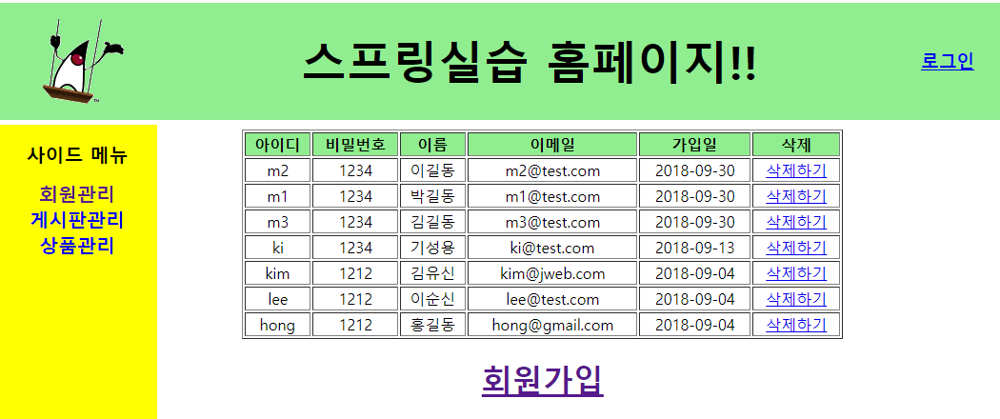 스프링실습 홈페이지!!
로그인
사이드 메뉴
회원관리
게시판관리
상품관리
아이디 비밀번호 이름 이메일 가입일 삭제
m2 1234 이길동 m2@test.com 2018-09-30 삭제하기
m1 1234 박길동 m1@test.com 2018-09-30 삭제하기
m3 1234 김길동 m3@test.com 2018-09-30 삭제하기
ki 1234 기성용 ki@test.com 2018-09-13 삭제하기
kim 1212 김유신 kim@jweb.com 2018-09-04 삭제하기
lee 1212 이순신 lee@test.com 2018-09-04 삭제하기
hong 1212 홍길동 hong@gmail.com 2018-09-04 삭제하기
회원가입